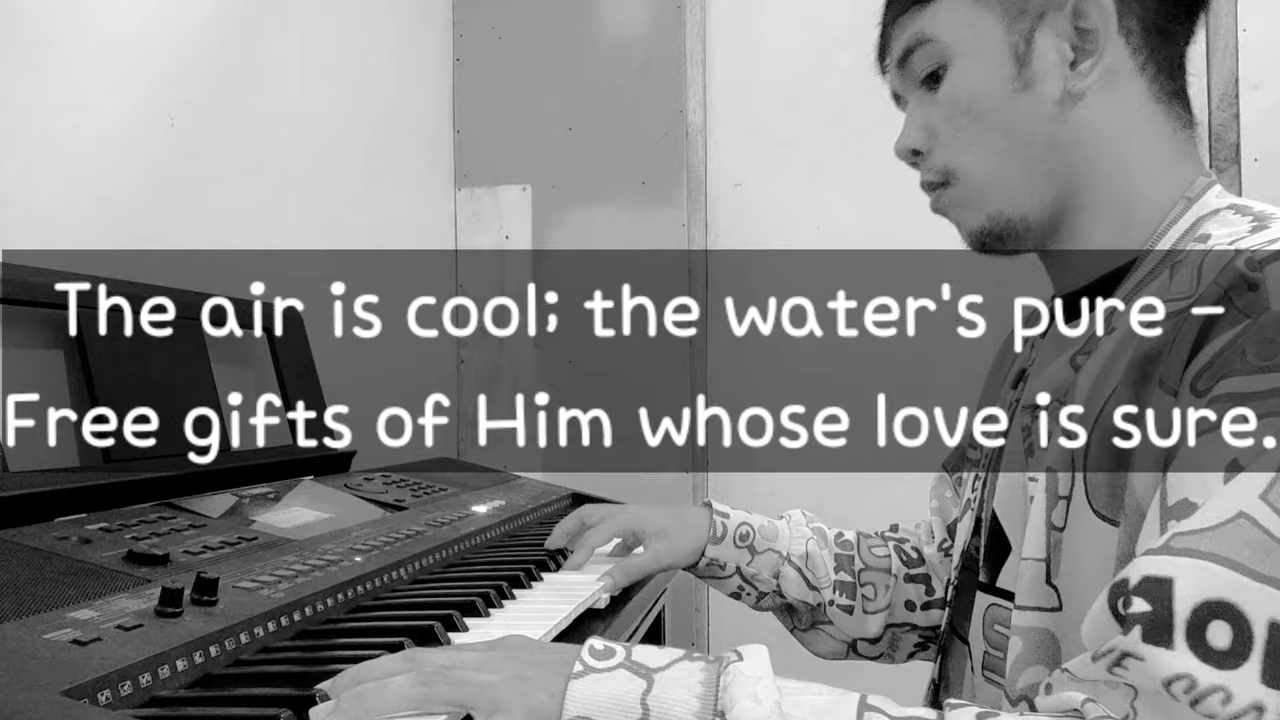 The air is cool; the water's pure -
Free gifts of Him whose love is sure.